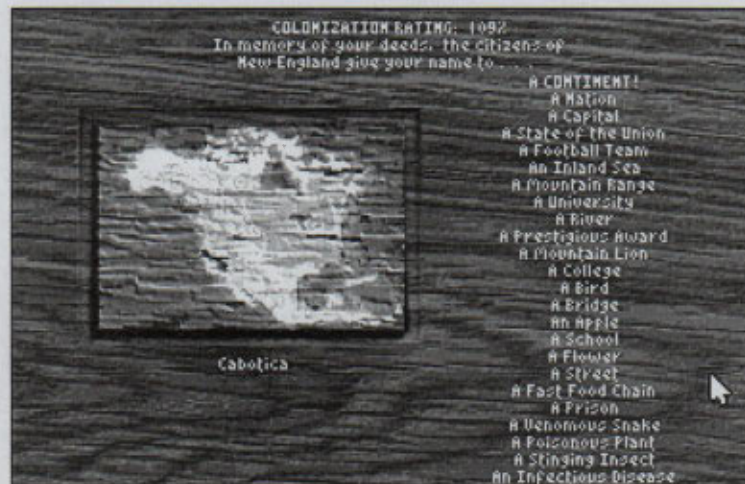 COLONIZATION RATING: 109%
In memory of your deeds, the citizens of
New England give your name to . . . .
A CONTINENT!
A Nation
A Capital
A State of the Union
A Football Team
An Inland Sea
A Mountain Range
A University
A River
A Prestigious Award
A Mountain Lion
A College
A Bird
A Bridge
An Apple
A School
A Flower
A Street
A Fast Food Chain
A Prison
A Venomous Snake
A Poisonous Plant
A Stinging Insect
An Infectious Disease
Cabotica